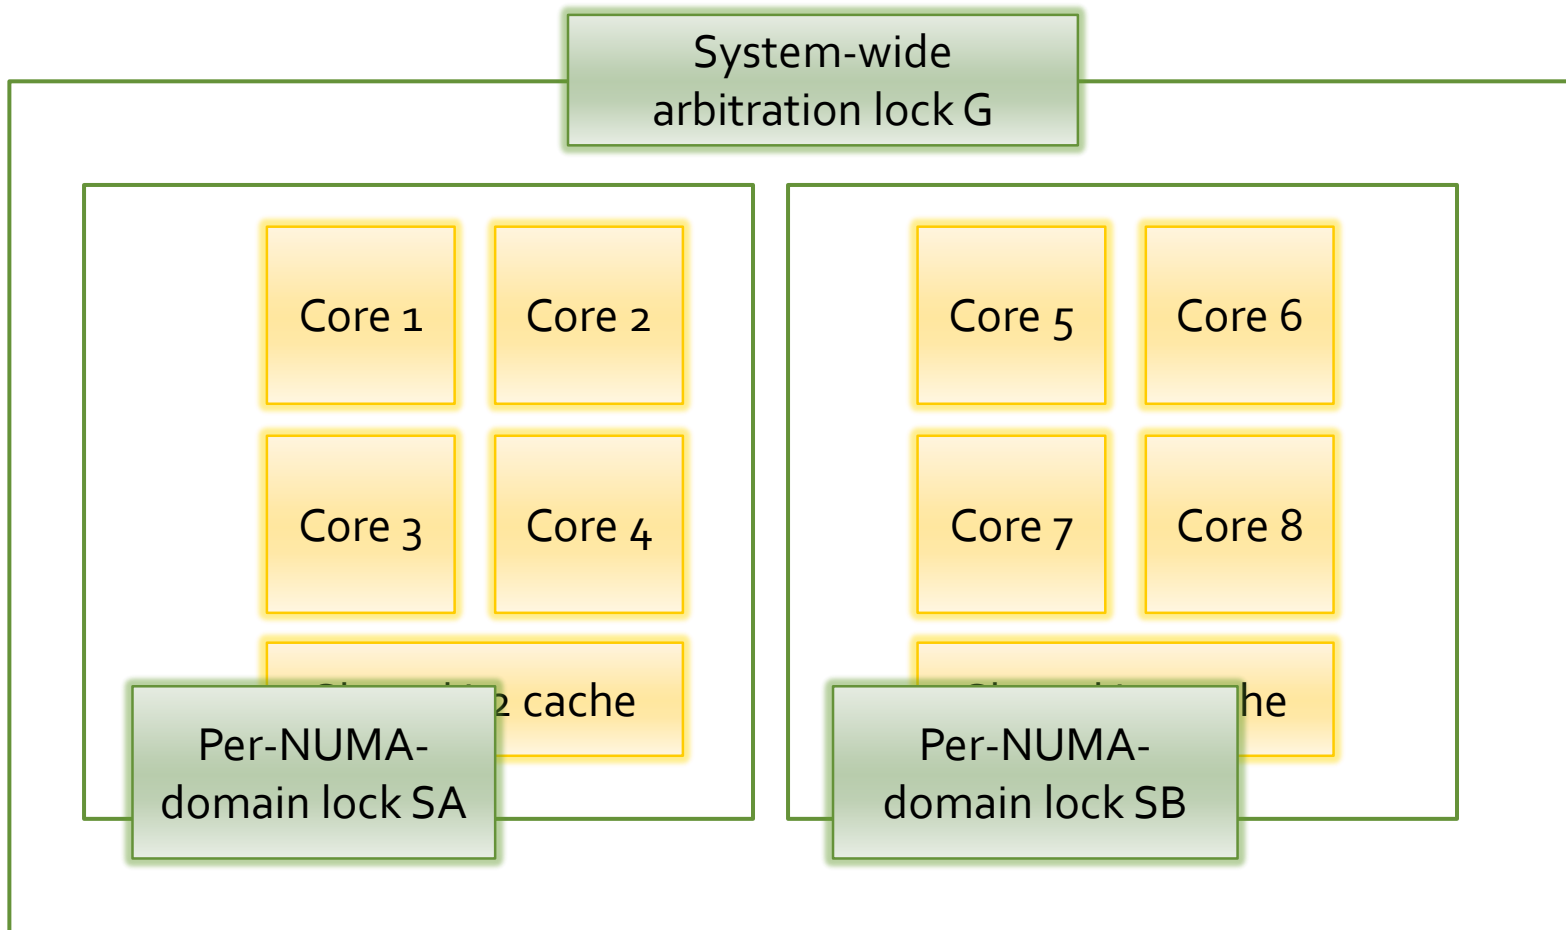 System-wide
arbitration lock G
Core 1
Core 2
Core 5
Core 6
Core 3
Core 4
Core 7
Core 8
2 cache
he
Per-NUMA-
domain lock SA
Per-NUMA-
domain lock SB